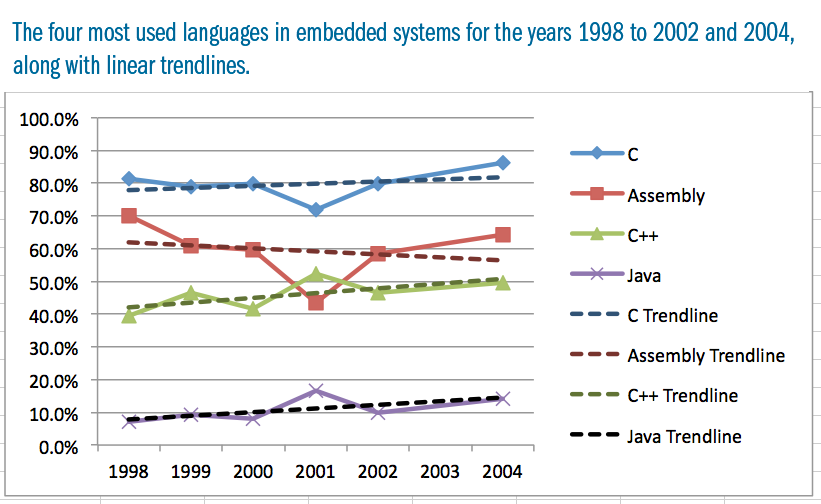 The four most used languages in embedded systems for the years 1998 to 2002 and 2004,
along with linear trendlines.
100.0%
90.0%
80.0%
70.0%
60.0%
50.0%
40.0%
30.0%
20.0%
10.0%
0.0%
1998 1999 2000 2001 2002 2003 2004
C
Assembly
C++
Java
C Trendline
Assembly Trendline
C++ Trendline
Java Trendline